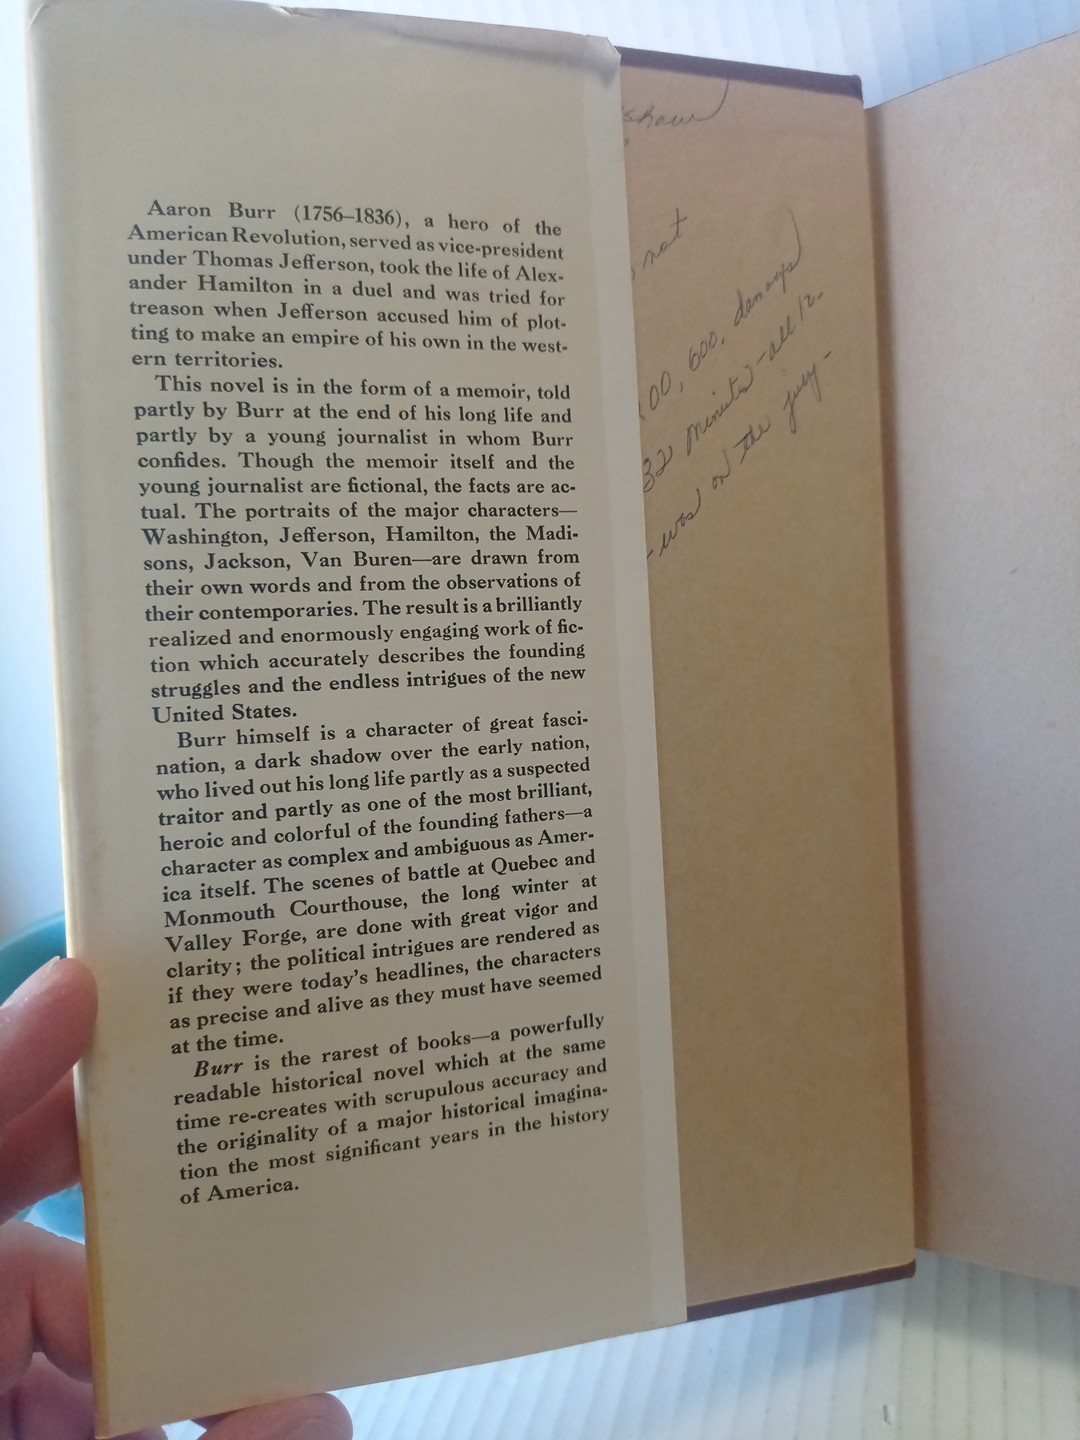 Aaron Burr (1756–1836), a hero of the
American Revolution, served as vice-president
under Thomas Jefferson, took the life of Alex-
ander Hamilton in a duel and was tried for
treason when Jefferson accused him of plot-
ting to make an empire of his own in the west-
ern territories.
This novel is in the form of a memoir, told
partly by Burr at the end of his long life and
partly by a young journalist in whom Burr
confides. Though the memoir itself and the
young journalist are fictional, the facts are ac-
tual. The portraits of the major characters—
Washington, Jefferson, Hamilton, the Madi-
sons, Jackson, Van Buren—are drawn from
their own words and from the observations of
their contemporaries. The result is a brilliantly
realized and enormously engaging work of fic-
tion which accurately describes the founding
struggles and the endless intrigues of the new
United States.
Burr himself is a character of great fasci-
nation, a dark shadow over the early nation,
who lived out his long life partly as a suspected
traitor and partly as one of the most brilliant,
heroic and colorful of the founding fathers—a
character as complex and ambiguous as Amer-
ica itself. The scenes of battle at Quebec and
Monmouth Courthouse, the long winter at
Valley Forge, are done with great vigor and
clarity; the political intrigues are rendered as
if they were today's headlines, the characters
as precise and alive as they must have seemed
at the time.
Burr is the rarest of books—a powerfully
readable historical novel which at the same
time re-creates with scrupulous accuracy and
the originality of a major historical imagina-
tion the most significant years in the history
of America.
not
00, 600, damages
32 minutes - all 12 -
- was on the jury -